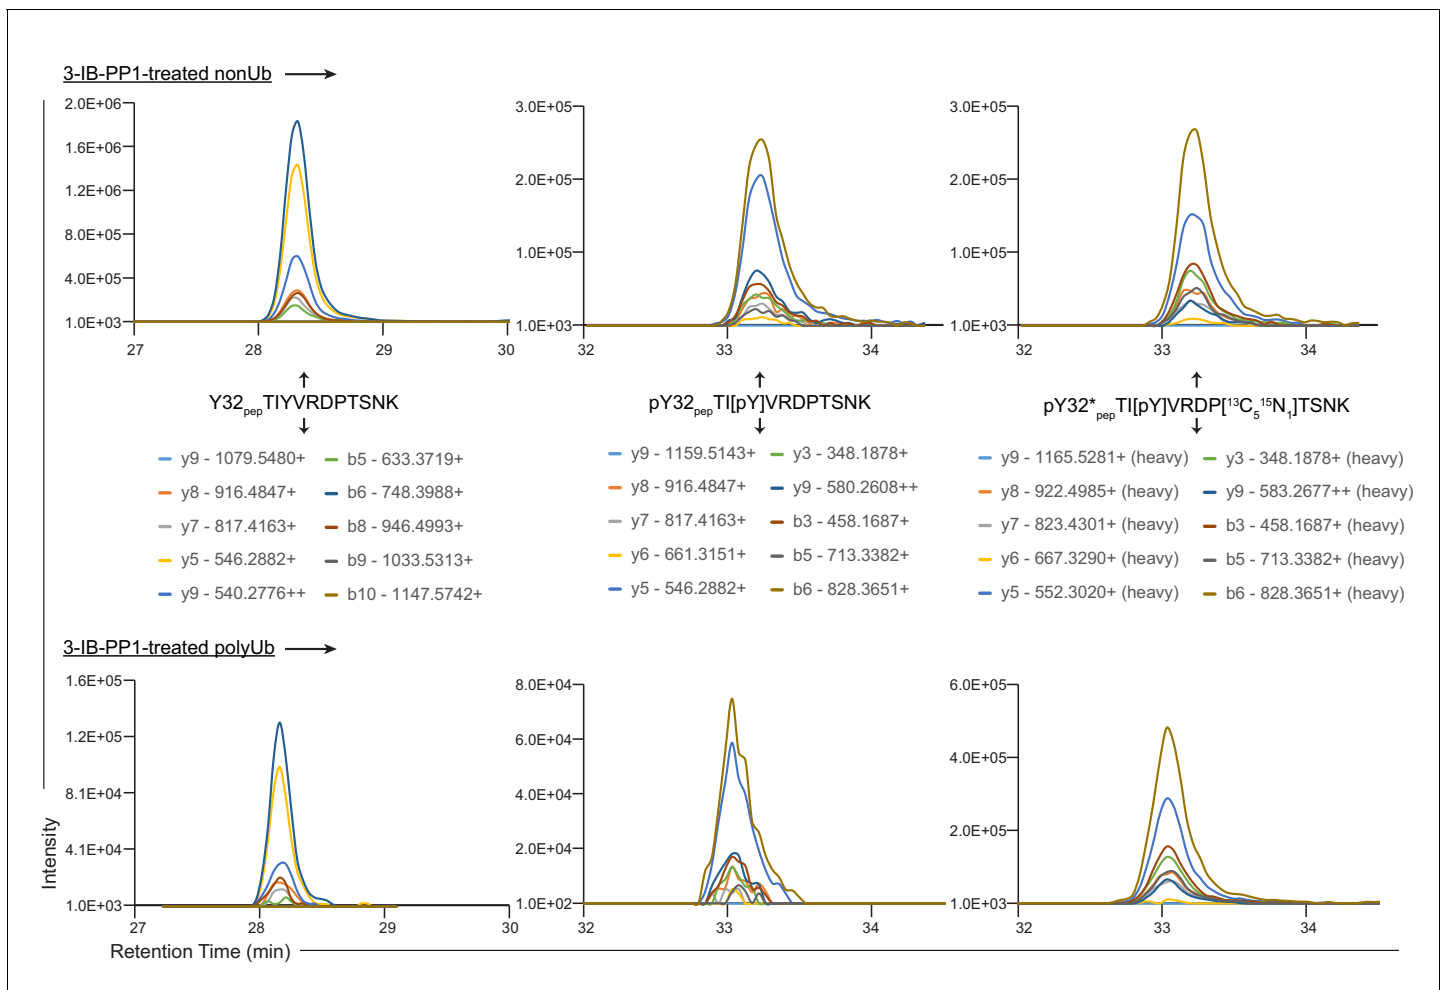 3-IB-PP1-treated nonUb
2.0E+06
1.6E+06
1.2E+06
8.0E+05
4.0E+05
1.0E+03
27 28 29 30
3.0E+05
2.0E+05
1.0E+05
1.0E+03
32 33 34
3.0E+05
2.0E+05
1.0E+05
1.0E+03
32 33 34
Y32pepTIYVRDPTSNK
pY32pepTI[pY]VRDPTSNK
pY32*pepTI[pY]VRDP[¹³C₅¹⁵N₁]TSNK
y9 - 1079.5480+ b5 - 633.3719+
y8 - 916.4847+ b6 - 748.3988+
y7 - 817.4163+ b8 - 946.4993+
y5 - 546.2882+ b9 - 1033.5313+
y9 - 540.2776++ b10 - 1147.5742+
y9 - 1159.5143+ y3 - 348.1878+
y8 - 916.4847+ y9 - 580.2608++
y7 - 817.4163+ b3 - 458.1687+
y6 - 661.3151+ b5 - 713.3382+
y5 - 546.2882+ b6 - 828.3651+
y9 - 1165.5281+ (heavy) y3 - 348.1878+ (heavy)
y8 - 922.4985+ (heavy) y9 - 583.2677++ (heavy)
y7 - 823.4301+ (heavy) b3 - 458.1687+ (heavy)
y6 - 667.3290+ (heavy) b5 - 713.3382+ (heavy)
y5 - 552.3020+ (heavy) b6 - 828.3651+ (heavy)
3-IB-PP1-treated polyUb
1.6E+05
1.2E+05
8.1E+04
4.1E+04
1.0E+03
27 28 29 30
8.0E+04
6.0E+04
4.0E+04
2.0E+04
1.0E+02
32 33 34
6.0E+05
4.0E+05
2.0E+05
1.0E+03
32 33 34
Intensity
Retention Time (min)